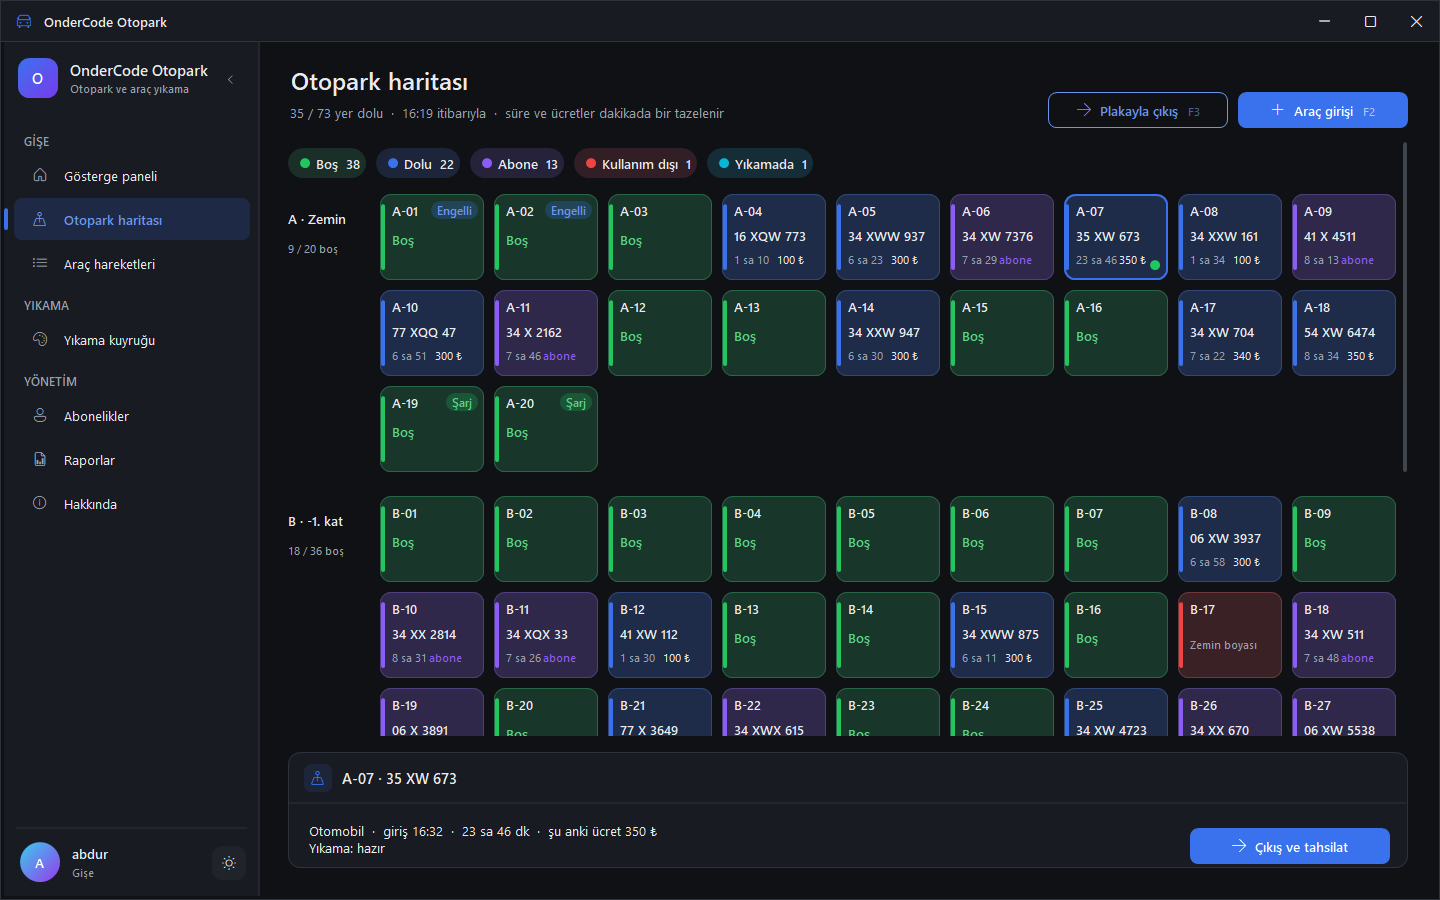 OnderCode Otopark
O
OnderCode Otopark
Otopark ve araç yıkama
GİŞE
Gösterge paneli
Otopark haritası
Araç hareketleri
YIKAMA
Yıkama kuyruğu
YÖNETİM
Abonelikler
Raporlar
Hakkında
A
abdur
Gişe
Otopark haritası
35 / 73 yer dolu · 16:19 itibarıyla · süre ve ücretler dakikada bir tazelenir
Plakayla çıkış F3
Araç girişi F2
Boş 38
Dolu 22
Abone 13
Kullanım dışı 1
Yıkamada 1
A · Zemin
9 / 20 boş
A-01 Engelli
Boş
A-02 Engelli
Boş
A-03
Boş
A-04
16 XQW 773
1 sa 10 100 ₺
A-05
34 XWW 937
6 sa 23 300 ₺
A-06
34 XW 7376
7 sa 29 abone
A-07
35 XW 673
23 sa 46 350 ₺
A-08
34 XXW 161
1 sa 34 100 ₺
A-09
41 X 4511
8 sa 13 abone
A-10
77 XQQ 47
6 sa 51 300 ₺
A-11
34 X 2162
7 sa 46 abone
A-12
Boş
A-13
Boş
A-14
34 XXW 947
6 sa 30 300 ₺
A-15
Boş
A-16
Boş
A-17
34 XW 704
7 sa 22 340 ₺
A-18
54 XW 6474
8 sa 34 350 ₺
A-19 Şarj
Boş
A-20 Şarj
Boş
B · -1. kat
18 / 36 boş
B-01
Boş
B-02
Boş
B-03
Boş
B-04
Boş
B-05
Boş
B-06
Boş
B-07
Boş
B-08
06 XW 3937
6 sa 58 300 ₺
B-09
Boş
B-10
34 XX 2814
8 sa 31 abone
B-11
34 XQX 33
7 sa 26 abone
B-12
41 XW 112
1 sa 30 100 ₺
B-13
Boş
B-14
Boş
B-15
34 XWW 875
6 sa 11 300 ₺
B-16
Boş
B-17
Zemin boyası
B-18
34 XW 511
7 sa 48 abone
B-19
06 X 3891
B-20
Boş
B-21
77 X 3649
B-22
34 XWX 615
B-23
Boş
B-24
Boş
B-25
34 XW 4723
B-26
34 XX 670
B-27
06 XW 5538
A-07 · 35 XW 673
Otomobil · giriş 16:32 · 23 sa 46 dk · şu anki ücret 350 ₺
Yıkama: hazır
Çıkış ve tahsilat